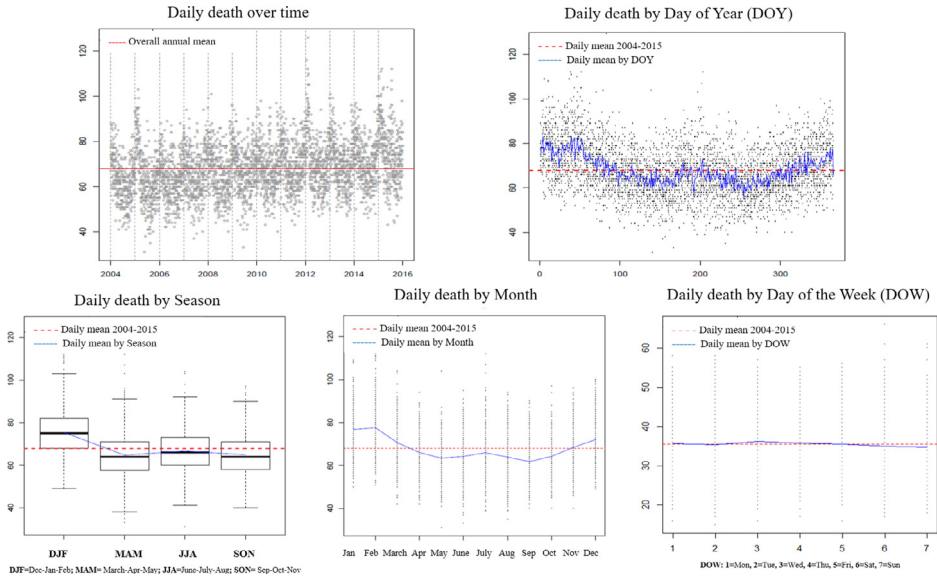 Daily death over time
Overall annual mean
120
100
80
60
40
2004 2006 2008 2010 2012 2014 2016
Daily death by Day of Year (DOY)
Daily mean 2004-2015
Daily mean by DOY
120
100
80
60
40
0 100 200 300
Daily death by Season
Daily mean 2004-2015
Daily mean by Season
120
100
80
60
40
DJF MAM JJA SON
DJF=Dec-Jan-Feb; MAM= March-Apr-May; JJA=June-July-Aug; SON= Sep-Oct-Nov
Daily death by Month
Daily mean 2004-2015
Daily mean by Month
120
100
80
60
40
Jan Feb March Apr May June July Aug Sep Oct Nov Dec
Daily death by Day of the Week (DOW)
Daily mean 2004-2015
Daily mean by DOW
60
50
40
30
20
1 2 3 4 5 6 7
DOW: 1=Mon, 2=Tue, 3=Wed, 4=Thu, 5=Fri, 6=Sat, 7=Sun